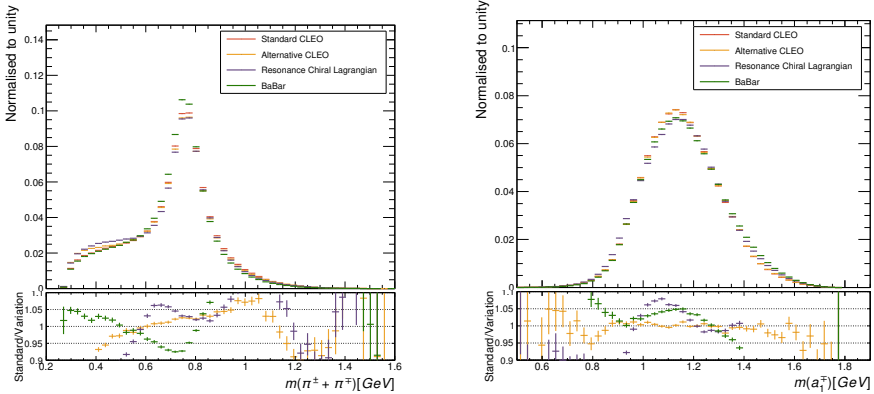 Normalised to unity
0.14
0.12
0.1
0.08
0.06
0.04
0.02
0
Standard CLEO
Alternative CLEO
Resonance Chiral Lagrangian
BaBar
Standard/Variation
1.1
1.05
1
0.95
0.9
0.2 0.4 0.6 0.8 1 1.2 1.4 1.6
m(π± + π∓)[GeV]
Normalised to unity
0.1
0.08
0.06
0.04
0.02
0
Standard CLEO
Alternative CLEO
Resonance Chiral Lagrangian
BaBar
Standard/Variation
1.1
1.05
1
0.95
0.9
0.6 0.8 1 1.2 1.4 1.6 1.8
m(a₁∓)[GeV]